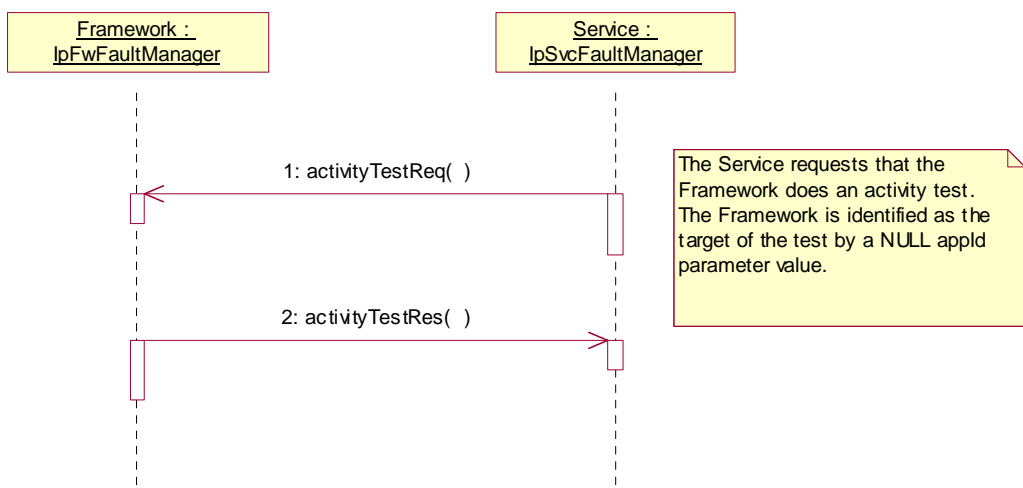 Framework :
IpFwFaultManager
Service :
IpSvcFaultManager
1: activityTestReq( )
The Service requests that the
Framework does an activity test.
The Framework is identified as the
target of the test by a NULL appId
parameter value.
2: activityTestRes( )